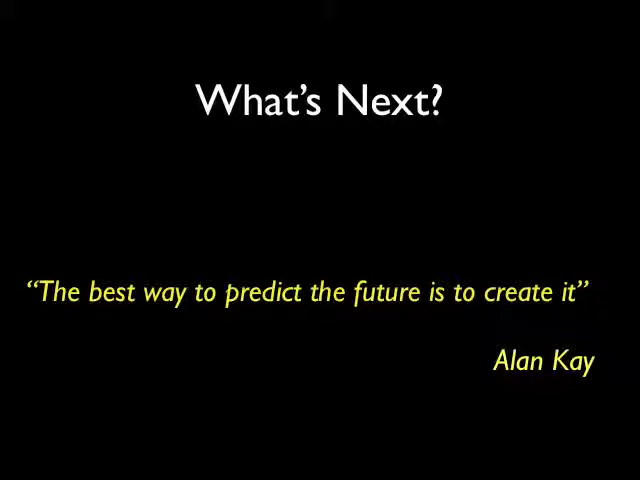 What’s Next?
“The best way to predict the future is to create it”
Alan Kay